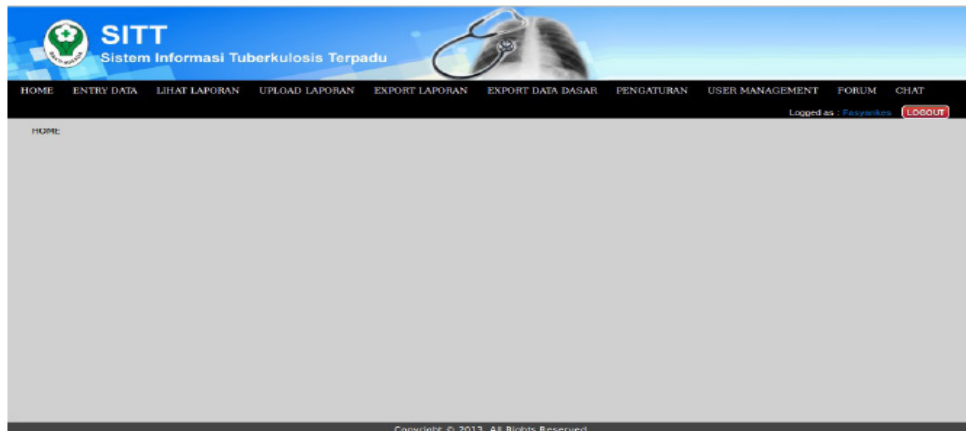 SITT
Sistem Informasi Tuberkulosis Terpadu
HOME ENTRY DATA LIHAT LAPORAN UPLOAD LAPORAN EXPORT LAPORAN EXPORT DATA DASAR PENGATURAN USER MANAGEMENT FORUM CHAT
Logged as : Fasyankes LOGOUT
HOME
Copyright © 2013. All Rights Reserved